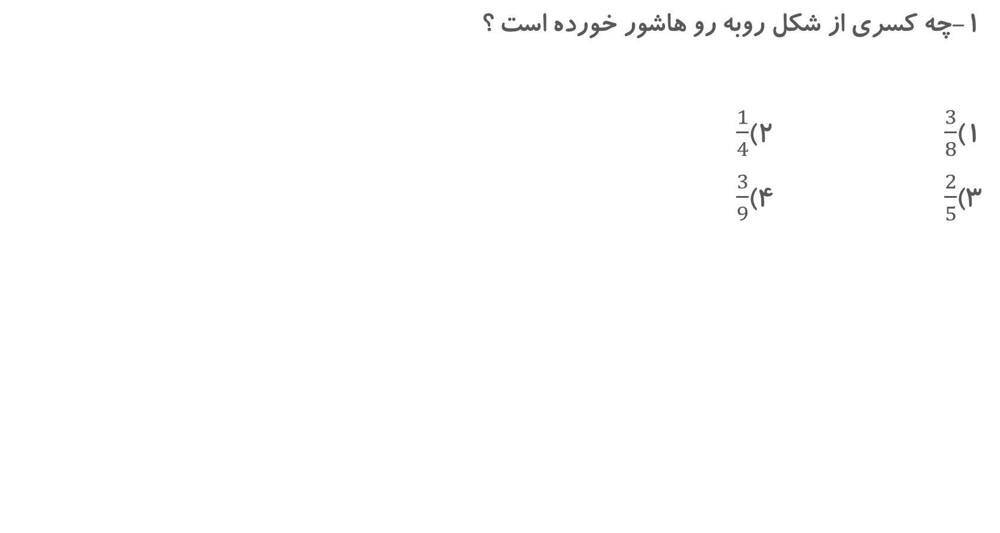 ۱-چه کسری از شکل روبه رو هاشور خورده است ؟
۱) 3/8 ۲) 1/4
۳) 2/5 ۴) 3/9